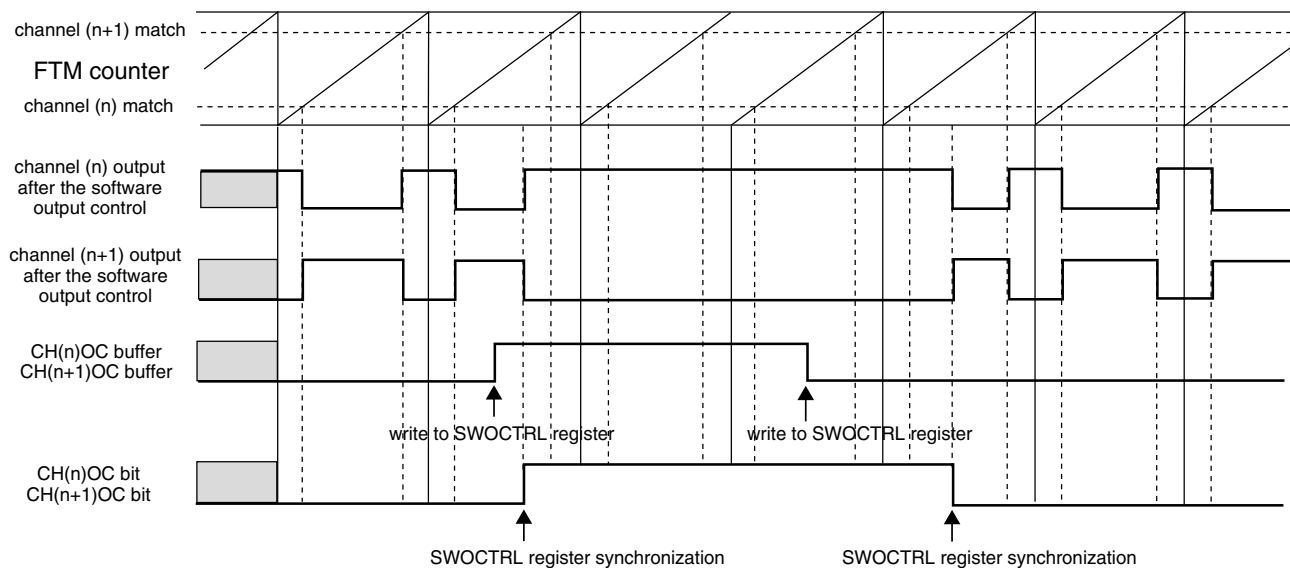 channel (n+1) match
FTM counter
channel (n) match
channel (n) output
after the software
output control
channel (n+1) output
after the software
output control
CH(n)OC buffer
CH(n+1)OC buffer
write to SWOCTRL register
write to SWOCTRL register
CH(n)OC bit
CH(n+1)OC bit
SWOCTRL register synchronization
SWOCTRL register synchronization